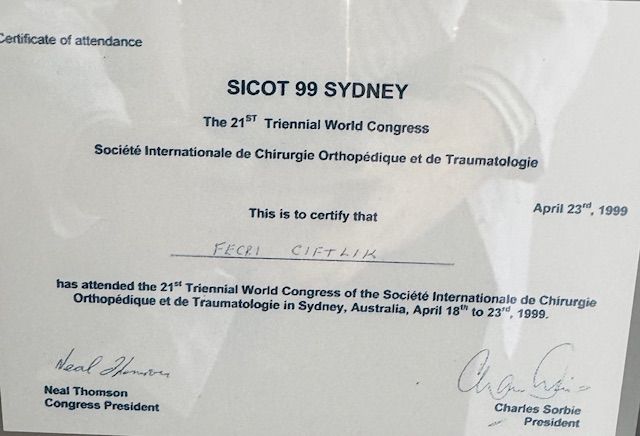 Certificate of attendance
SICOT 99 SYDNEY
The 21ST Triennial World Congress
Société Internationale de Chirurgie Orthopédique et de Traumatologie
April 23rd, 1999
This is to certify that
FECRI CIFTLIK
has attended the 21st Triennial World Congress of the Société Internationale de Chirurgie
Orthopédique et de Traumatologie in Sydney, Australia, April 18th to 23rd, 1999.
Neal Thomson
Neal Thomson
Congress President
Charles Sorbie
President